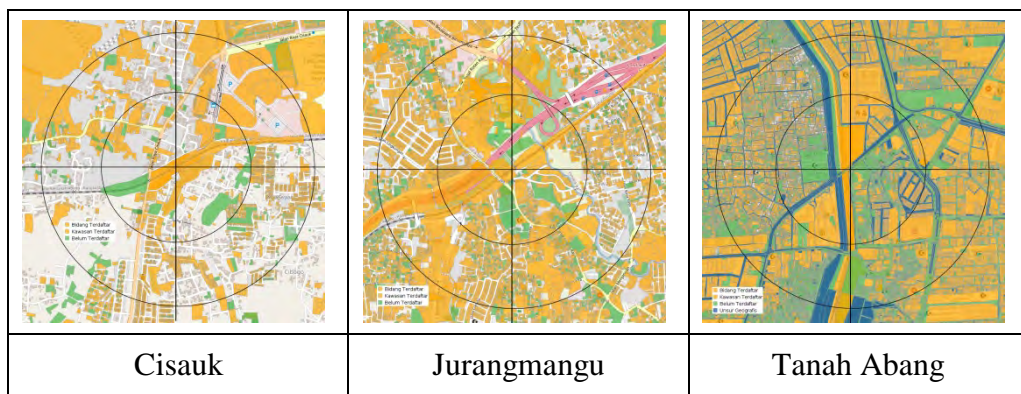 P
P
Bidang Terdaftar
Kawasan Terdaftar
Belum Terdaftar
Bidang Terdaftar
Kawasan Terdaftar
Belum Terdaftar
Bidang Terdaftar
Kawasan Terdaftar
Belum Terdaftar
Unsur Geografis
Cisauk
Jurangmangu
Tanah Abang